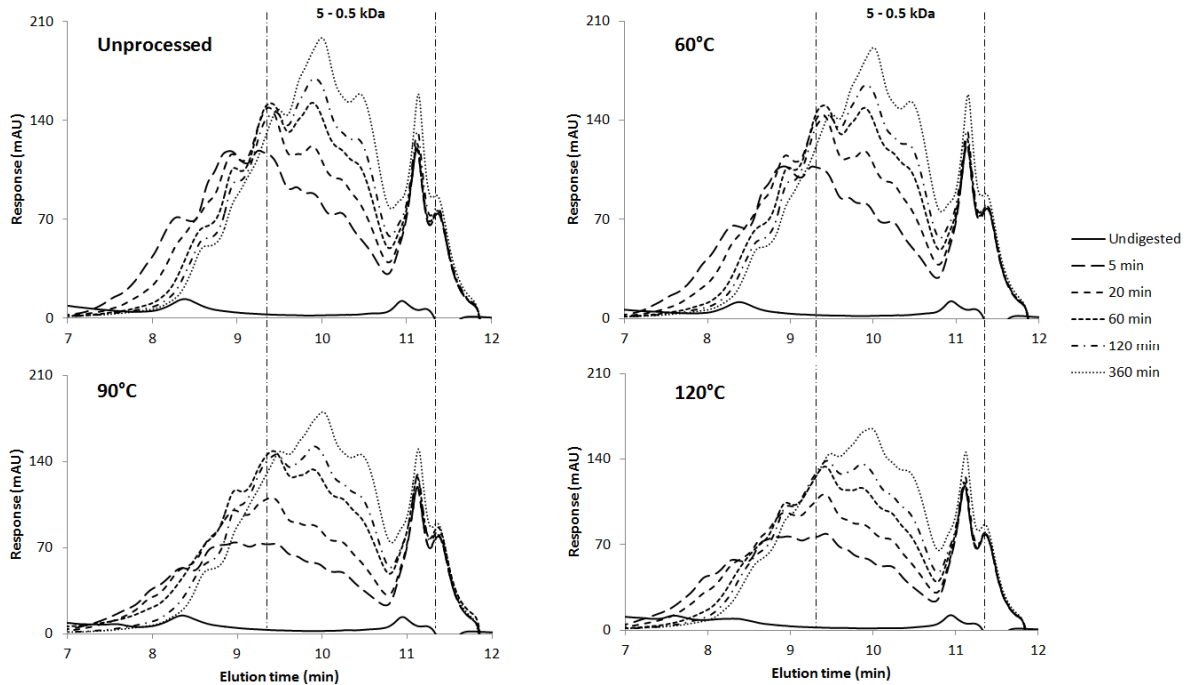 5 - 0.5 kDa
5 - 0.5 kDa
210
140
70
0
Response (mAU)
Unprocessed
7
8
9
10
11
12
210
140
70
0
Response (mAU)
60°C
7
8
9
10
11
12
Undigested
5 min
20 min
60 min
120 min
360 min
210
140
70
0
Response (mAU)
90°C
7
8
9
10
11
12
Elution time (min)
210
140
70
0
Response (mAU)
120°C
7
8
9
10
11
12
Elution time (min)